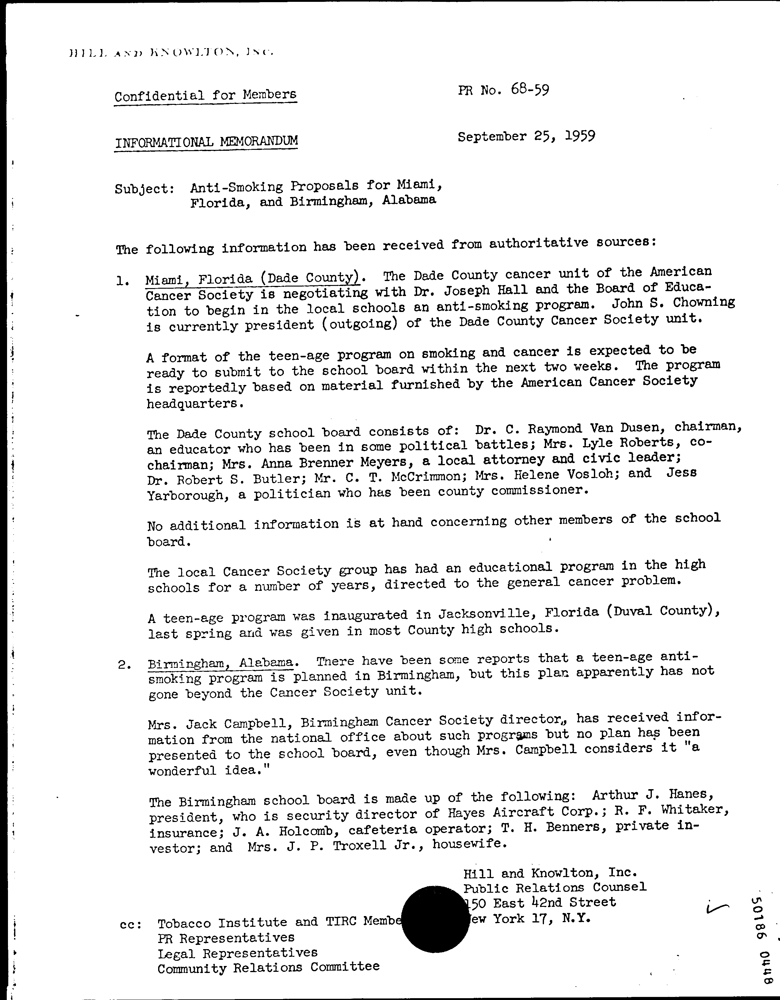 HILL AND KNOWLTON, INC.
Confidential for Members
PR No. 68-59
INFORMATIONAL MEMORANDUM
September 25, 1959
Subject: Anti-Smoking Proposals for Miami,
Florida, and Birmingham, Alabama
The following information has been received from authoritative sources:
1. Miami, Florida (Dade County). The Dade County cancer unit of the American
Cancer Society is negotiating with Dr. Joseph Hall and the Board of Educa-
tion to begin in the local schools an anti-smoking program. John S. Chowning
is currently president (outgoing) of the Dade County Cancer Society unit.
A format of the teen-age program on smoking and cancer is expected to be
ready to submit to the school board within the next two weeks. The program
is reportedly based on material furnished by the American Cancer Society
headquarters.
The Dade County school board consists of: Dr. C. Raymond Van Dusen, chairman,
an educator who has been in some political battles; Mrs. Lyle Roberts, co-
chairman; Mrs. Anna Brenner Meyers, a local attorney and civic leader;
Dr. Robert S. Butler; Mr. C. T. McCrimmon; Mrs. Helene Vosloh; and Jess
Yarborough, a politician who has been county commissioner.
No additional information is at hand concerning other members of the school
board.
The local Cancer Society group has had an educational program in the high
schools for a number of years, directed to the general cancer problem.
A teen-age program was inaugurated in Jacksonville, Florida (Duval County),
last spring and was given in most County high schools.
2. Birmingham, Alabama. There have been some reports that a teen-age anti-
smoking program is planned in Birmingham, but this plan apparently has not
gone beyond the Cancer Society unit.
Mrs. Jack Campbell, Birmingham Cancer Society director, has received infor-
mation from the national office about such programs but no plan has been
presented to the school board, even though Mrs. Campbell considers it "a
wonderful idea."
The Birmingham school board is made up of the following: Arthur J. Hanes,
president, who is security director of Hayes Aircraft Corp.; R. F. Whitaker,
insurance; J. A. Holcomb, cafeteria operator; T. H. Benners, private in-
vestor; and Mrs. J. P. Troxell Jr., housewife.
Hill and Knowlton, Inc.
Public Relations Counsel
150 East 42nd Street
ew York 17, N.Y.
cc: Tobacco Institute and TIRC Membe
PR Representatives
Legal Representatives
Community Relations Committee
50186 0448